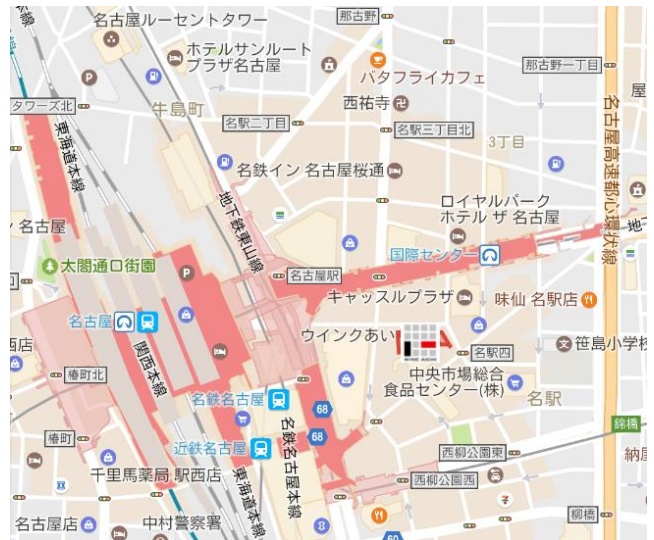 名古屋ルーセントタワー
那古野
ホテルサンルート
プラザ名古屋
那古野一丁目
バタフライカフェ
牛島町
西祐寺
タワーズ北
名駅二丁目
名駅三丁目北
3丁目
東海道本線
名鉄イン 名古屋桜通
名古屋高速都心環状線
地下鉄東山線
ロイヤルパーク
ホテル ザ 名古屋
ン 名古屋
国際センター
地下
太閤通口街園
名古屋駅
キャッスルプラザ
味仙 名駅店
名古屋
ウインクあい
笹島小学校
西店
関西本線
名駅四
椿町北
中央市場総合
食品センター(株)
名鉄名古屋
名駅
68
錦橋
椿町
68
近鉄名古屋
名鉄名古屋本線
西柳公園東
千里馬薬局 駅西店
東海道本線
西柳公園西
納屋
名古屋店
中村警察署
柳橋
60